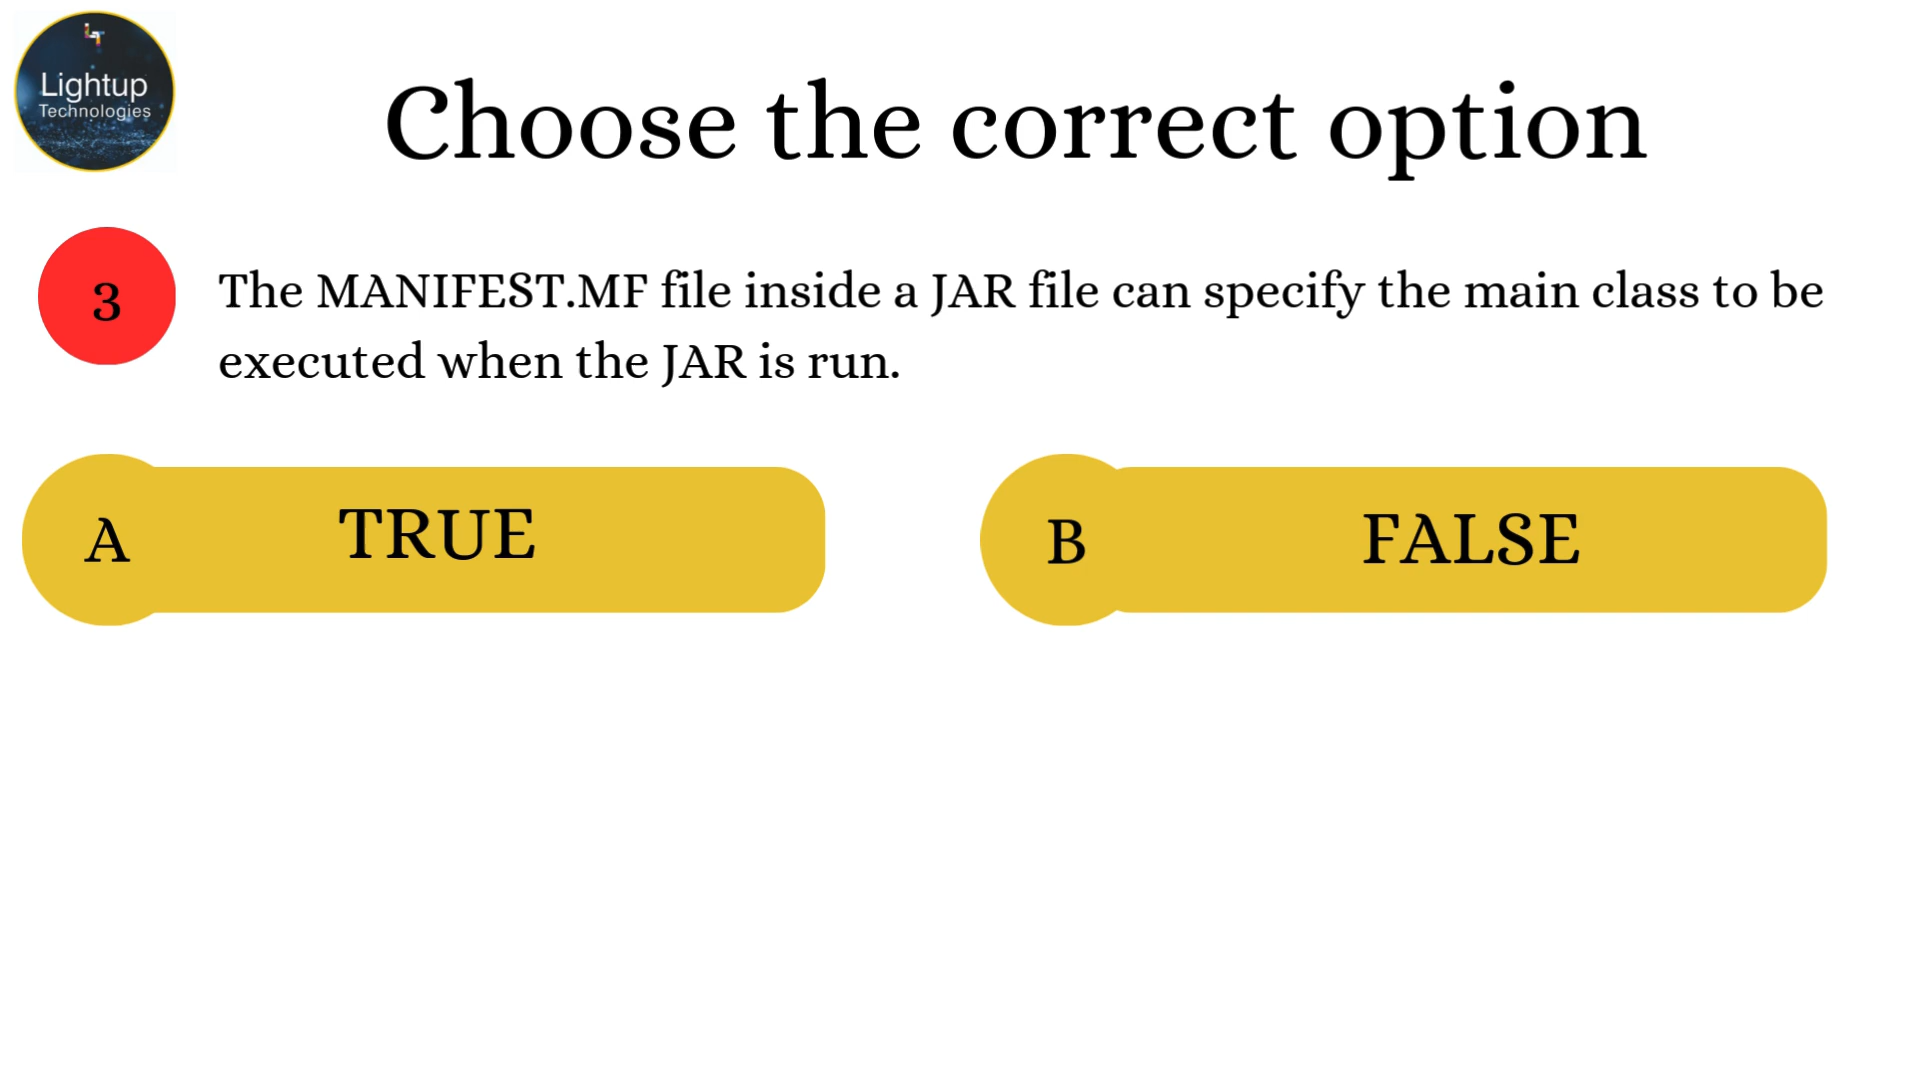 Lightup
Technologies
Choose the correct option
3
The MANIFEST.MF file inside a JAR file can specify the main class to be
executed when the JAR is run.
A
TRUE
B
FALSE